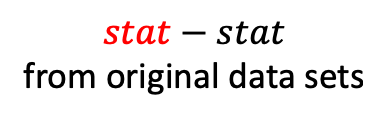 stat – stat
from original data sets